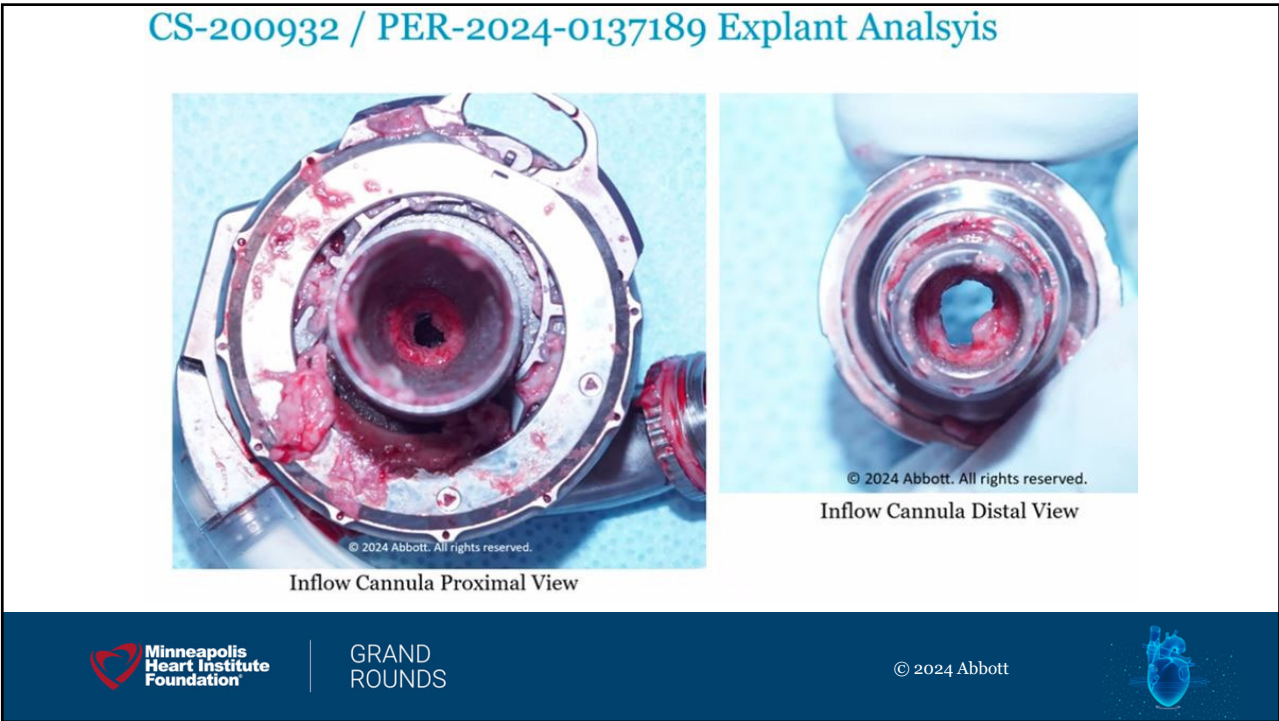 CS-200932 / PER-2024-0137189 Explant Analsyis
© 2024 Abbott. All rights reserved.
Inflow Cannula Proximal View
© 2024 Abbott. All rights reserved.
Inflow Cannula Distal View
Minneapolis
Heart Institute
Foundation®
GRAND
ROUNDS
© 2024 Abbott